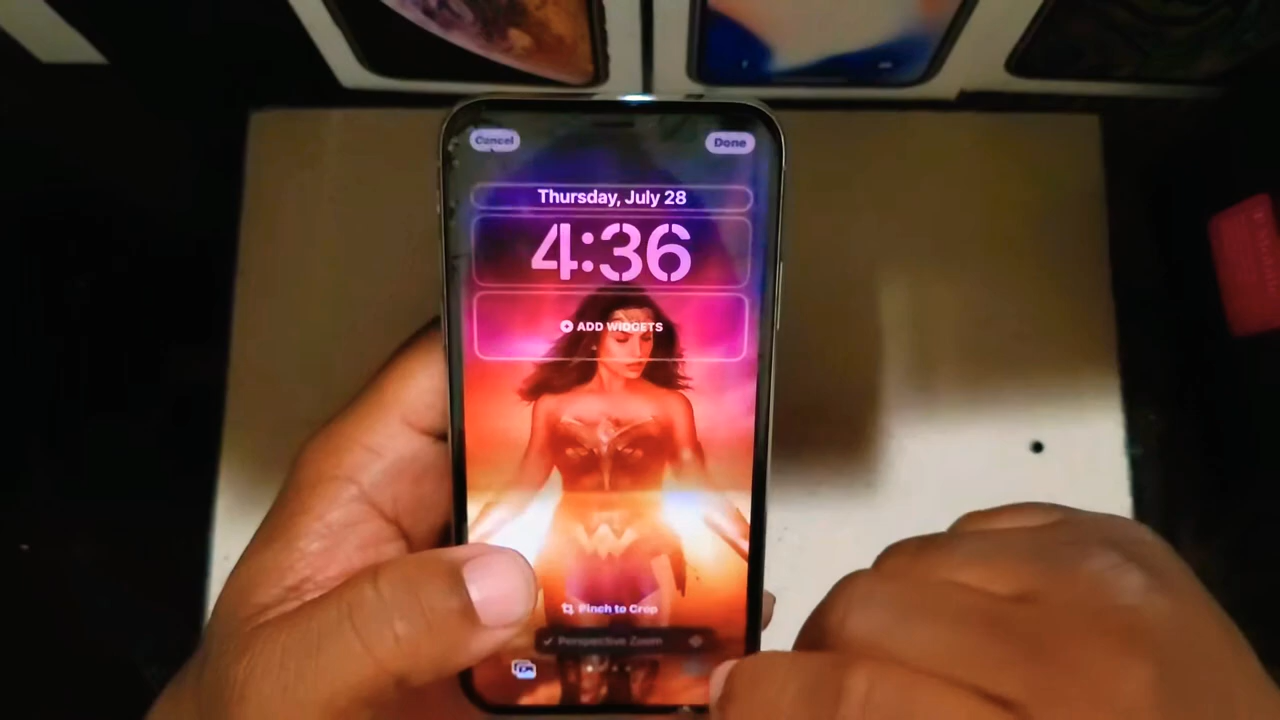 Cancel
Done
Thursday, July 28
4:36
ADD WIDGETS
Pinch to Crop
Perspective Zoom